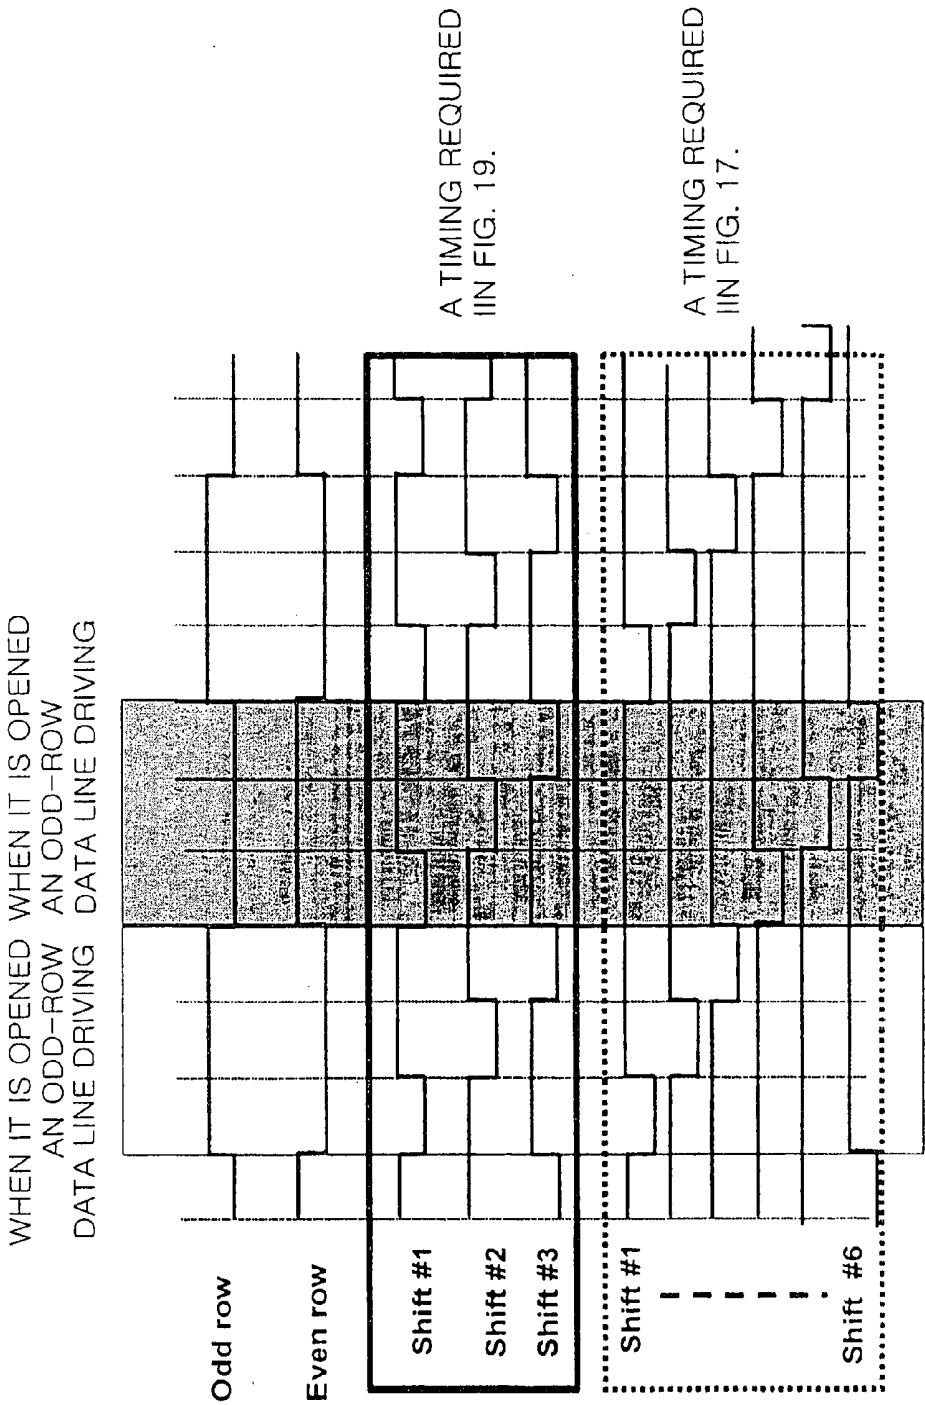 WHEN IT IS OPENED
AN ODD-ROW
DATA LINE DRIVING
WHEN IT IS OPENED
AN ODD-ROW
DATA LINE DRIVING
Odd row
Even row
Shift #1
Shift #2
Shift #3
A TIMING REQUIRED
IIN FIG. 19.
Shift #1
Shift #6
A TIMING REQUIRED
IIN FIG. 17.